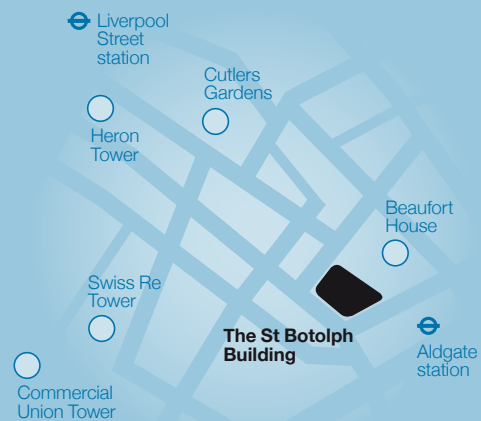 Liverpool
Street
station
Cutlers
Gardens
Heron
Tower
Beaufort
House
Swiss Re
Tower
The St Botolph
Building
Aldgate
station
Commercial
Union Tower